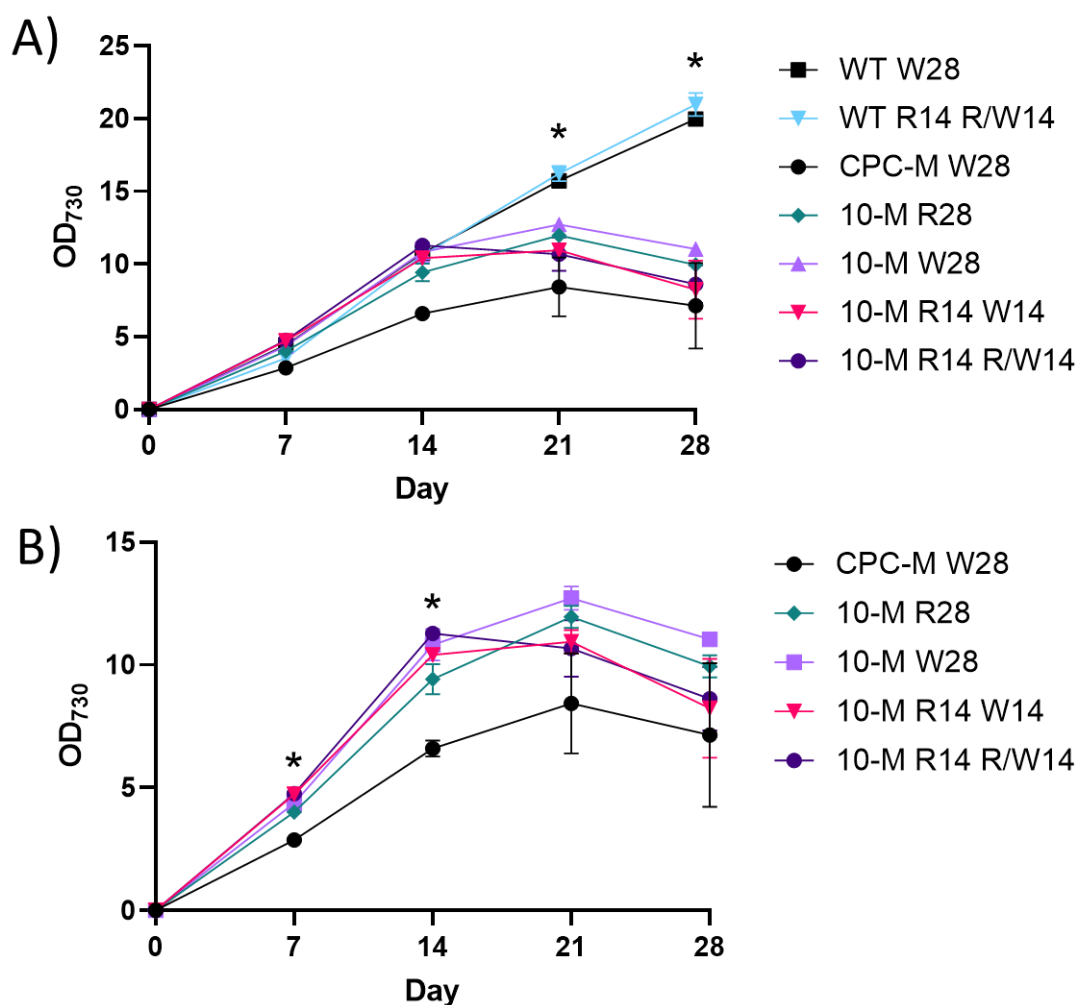 A)
25
20
15
10
5
0
OD730
*
*
0 7 14 21 28
Day
WT W28
WT R14 R/W14
CPC-M W28
10-M R28
10-M W28
10-M R14 W14
10-M R14 R/W14
B)
15
10
5
0
OD730
*
*
0 7 14 21 28
Day
CPC-M W28
10-M R28
10-M W28
10-M R14 W14
10-M R14 R/W14